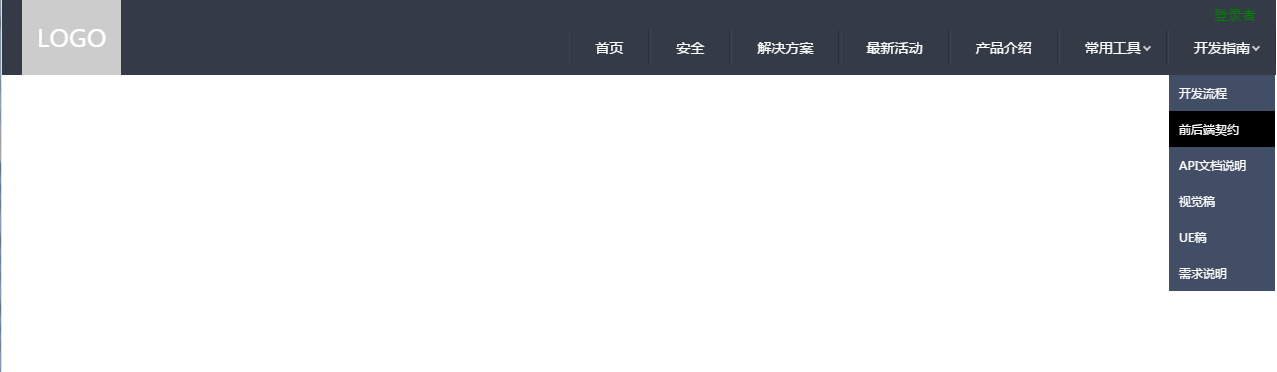 登录者
LOGO
首页 安全 解决方案 最新活动 产品介绍 常用工具 开发指南
开发流程
前后端契约
API文档说明
视觉稿
UE稿
需求说明